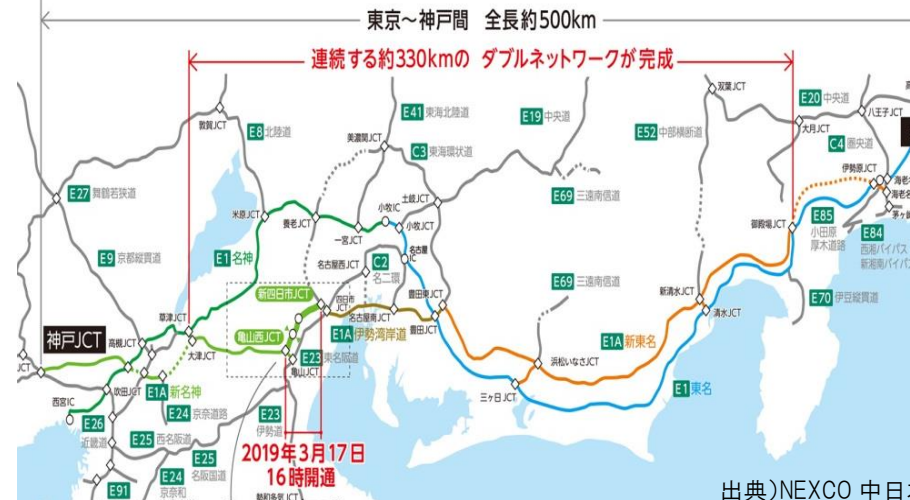 東京～神戸間 全長約500km
連続する約330kmの ダブルネットワークが完成
双葉JCT
E20 中央道
八王子JCT
敦賀JCT
E8 北陸道
E41 東海北陸道
E19 中央道
E52 中部横断道
大月JCT
C4 圏央道
美濃関JCT
C3 東海環状道
伊勢原JCT
海老名
海老名
E27 舞鶴若狭道
土岐JCT
E69 三遠南信道
米原JCT
養老JCT
小牧IC
小牧JCT
御殿場JCT
E85
小田原
厚木道路
E84
西湘バイパス
新湘南バイパ
E9 京都縦貫道
E1 名神
一宮JCT
名古屋
IC
名古屋西JCT
C2
名二環
E69 三遠南信道
新四日市JCT
四日市
JCT
豊田東JCT
新清水JCT
E70 伊豆縦貫道
草津JCT
名古屋南JCT
豊田JCT
清水JCT
神戸JCT
高槻JCT
大津JCT
亀山西JCT
E1A 伊勢湾岸道
E1A 新東名
E23 東名阪道
亀山JCT
浜松いなさJCT
吹田JCT
E1A 新名神
三ヶ日JCT
E1 東名
西宮IC
E24 京奈道路
E23
伊勢道
E26
近畿道
E25 西名阪道
2019年3月17日
16時開通
E25
名阪国道
E24
京奈和
E91
勢和多気JCT
出典)NEXCO 中日